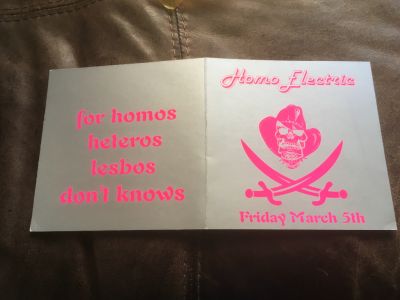 for homos
heteros
lesbos
don't knows
Homo Electric
Friday March 5th